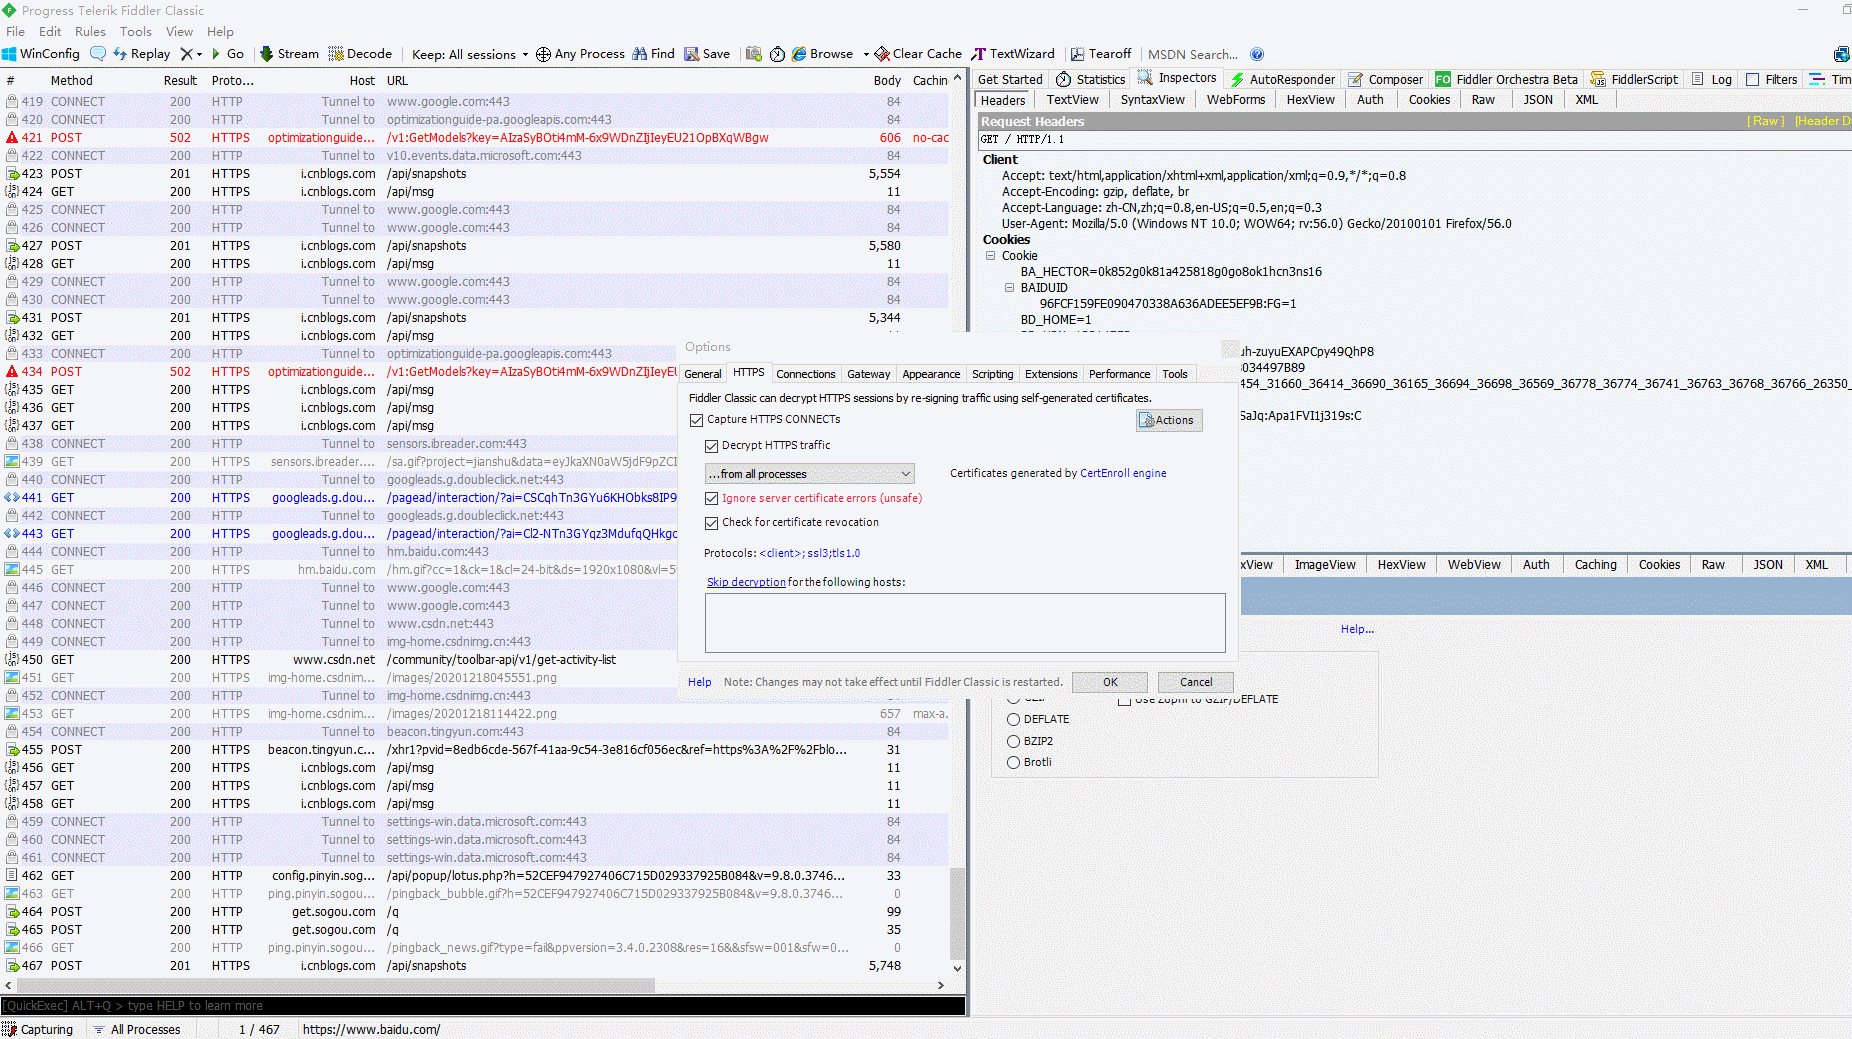 Progress Telerik Fiddler Classic
File Edit Rules Tools View Help
WinConfig Replay Go Stream Decode Keep: All sessions Any Process Find Save Browse Clear Cache TextWizard Tearoff MSDN Search...
# Method Result Proto... Host URL Body Cachin
419 CONNECT 200 HTTP Tunnel to www.google.com:443 84
420 CONNECT 200 HTTP Tunnel to optimizationguide-pa.googleapis.com:443 84
421 POST 502 HTTPS optimizationguide... /v1:GetModels?key=AIzaSyBOti4mM-6x9WDnZIjIeyEU21OpBXqWBgw 606 no-cac
422 CONNECT 200 HTTP Tunnel to v10.events.data.microsoft.com:443 84
423 POST 201 HTTPS i.cnblogs.com /api/snapshots 5,554
424 GET 200 HTTPS i.cnblogs.com /api/msg 11
425 CONNECT 200 HTTP Tunnel to www.google.com:443 84
426 CONNECT 200 HTTP Tunnel to www.google.com:443 84
427 POST 201 HTTPS i.cnblogs.com /api/snapshots 5,580
428 GET 200 HTTPS i.cnblogs.com /api/msg 11
429 CONNECT 200 HTTP Tunnel to www.google.com:443 84
430 CONNECT 200 HTTP Tunnel to www.google.com:443 84
431 POST 201 HTTPS i.cnblogs.com /api/snapshots 5,344
432 GET 200 HTTPS i.cnblogs.com /api/msg
433 CONNECT 200 HTTP Tunnel to optimizationguide-pa.googleapis.com:443
434 POST 502 HTTPS optimizationguide... /v1:GetModels?key=AIzaSyBOti4mM-6x9WDnZIjIeyEU
435 GET 200 HTTPS i.cnblogs.com /api/msg
436 GET 200 HTTPS i.cnblogs.com /api/msg
437 GET 200 HTTPS i.cnblogs.com /api/msg
438 CONNECT 200 HTTP Tunnel to sensors.ibreader.com:443
439 GET 200 HTTPS sensors.ibreader.... /sa.gif?project=jianshu&data=eyJkaXN0aW5jdF9pZCI
440 CONNECT 200 HTTP Tunnel to googleads.g.doubleclick.net:443
441 GET 200 HTTPS googleads.g.dou... /pagead/interaction/?ai=CSCqhTn3GYu6KHObks8IP9
442 CONNECT 200 HTTP Tunnel to googleads.g.doubleclick.net:443
443 GET 200 HTTPS googleads.g.dou... /pagead/interaction/?ai=Cl2-NTn3GYqz3MdufqQHkgc
444 CONNECT 200 HTTP Tunnel to hm.baidu.com:443
445 GET 200 HTTPS hm.baidu.com /hm.gif?cc=1&ck=1&cl=24-bit&ds=1920x1080&vl=5
446 CONNECT 200 HTTP Tunnel to www.google.com:443
447 CONNECT 200 HTTP Tunnel to www.google.com:443
448 CONNECT 200 HTTP Tunnel to www.csdn.net:443
449 CONNECT 200 HTTP Tunnel to img-home.csdnimg.cn:443
450 GET 200 HTTPS www.csdn.net /community/toolbar-api/v1/get-activity-list
451 GET 200 HTTPS img-home.csdnim... /images/20201218045551.png
452 CONNECT 200 HTTP Tunnel to img-home.csdnimg.cn:443
453 GET 200 HTTPS img-home.csdnim... /images/20201218114422.png 657 max-a.
454 CONNECT 200 HTTP Tunnel to beacon.tingyun.com:443 84
455 POST 200 HTTPS beacon.tingyun.c... /xhr1?pvid=8edb6cde-567f-41aa-9c54-3e816cf056ec&ref=https%3A%2F%2Fblo... 31
456 GET 200 HTTPS i.cnblogs.com /api/msg 11
457 GET 200 HTTPS i.cnblogs.com /api/msg 11
458 GET 200 HTTPS i.cnblogs.com /api/msg 11
459 CONNECT 200 HTTP Tunnel to settings-win.data.microsoft.com:443 84
460 CONNECT 200 HTTP Tunnel to settings-win.data.microsoft.com:443 84
461 CONNECT 200 HTTP Tunnel to settings-win.data.microsoft.com:443 84
462 GET 200 HTTP config.pinyin.sog... /api/popup/lotus.php?h=52CEF947927406C715D029337925B084&v=9.8.0.3746... 33
463 GET 200 HTTP ping.pinyin.sogou... /pingback_bubble.gif?h=52CEF947927406C715D029337925B084&v=9.8.0.3746... 0
464 POST 200 HTTP get.sogou.com /q 99
465 POST 200 HTTP get.sogou.com /q 35
466 GET 200 HTTP ping.pinyin.sogou... /pingback_news.gif?type=fail&ppversion=3.4.0.2308&res=16&&sfsw=001&sfw=0... 0
467 POST 201 HTTPS i.cnblogs.com /api/snapshots 5,748
[QuickExec] ALT+Q > type HELP to learn more
Capturing All Processes 1 / 467 https://www.baidu.com/
Get Started Statistics Inspectors AutoResponder Composer FO Fiddler Orchestra Beta FiddlerScript Log Filters Tim
Headers TextView SyntaxView WebForms HexView Auth Cookies Raw JSON XML
Request Headers [ Raw ] [Header D
GET / HTTP/1.1
Client
Accept: text/html,application/xhtml+xml,application/xml;q=0.9,*/*;q=0.8
Accept-Encoding: gzip, deflate, br
Accept-Language: zh-CN,zh;q=0.8,en-US;q=0.5,en;q=0.3
User-Agent: Mozilla/5.0 (Windows NT 10.0; WOW64; rv:56.0) Gecko/20100101 Firefox/56.0
Cookies
Cookie
BA_HECTOR=0k852g0k81a425818g0go8ok1hcn3ns16
BAIDUID
96FCF159FE090470338A636ADEE5EF9B:FG=1
BD_HOME=1
uh-zuyuEXAPCpy49QhP8
3034497B89
454_31660_36414_36690_36165_36694_36698_36569_36778_36774_36741_36763_36768_36766_26350_
SaJq:Apa1FVI1j319s:C
Options
General HTTPS Connections Gateway Appearance Scripting Extensions Performance Tools
Fiddler Classic can decrypt HTTPS sessions by re-signing traffic using self-generated certificates.
Capture HTTPS CONNECTs Actions
Decrypt HTTPS traffic
...from all processes Certificates generated by CertEnroll engine
Ignore server certificate errors (unsafe)
Check for certificate revocation
Protocols: <client>;ssl3;tls1.0
Skip decryption for the following hosts:
Help Note: Changes may not take effect until Fiddler Classic is restarted. OK Cancel
xView ImageView HexView WebView Auth Caching Cookies Raw JSON XML
Help...
Use Zopfli to GZIP/DEFLATE
DEFLATE
BZIP2
Brotli